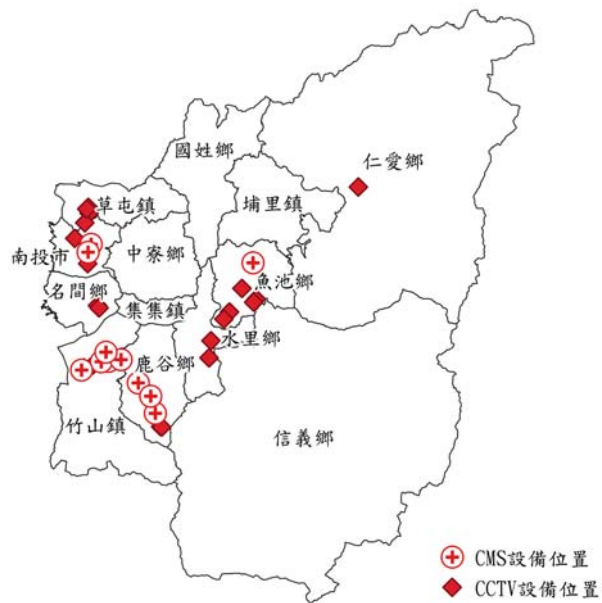 國姓鄉
仁愛鄉
草屯鎮
埔里鎮
南投市
中寮鄉
魚池鄉
名間鄉
集集鎮
水里鄉
鹿谷鄉
竹山鎮
信義鄉
CMS設備位置
CCTV設備位置